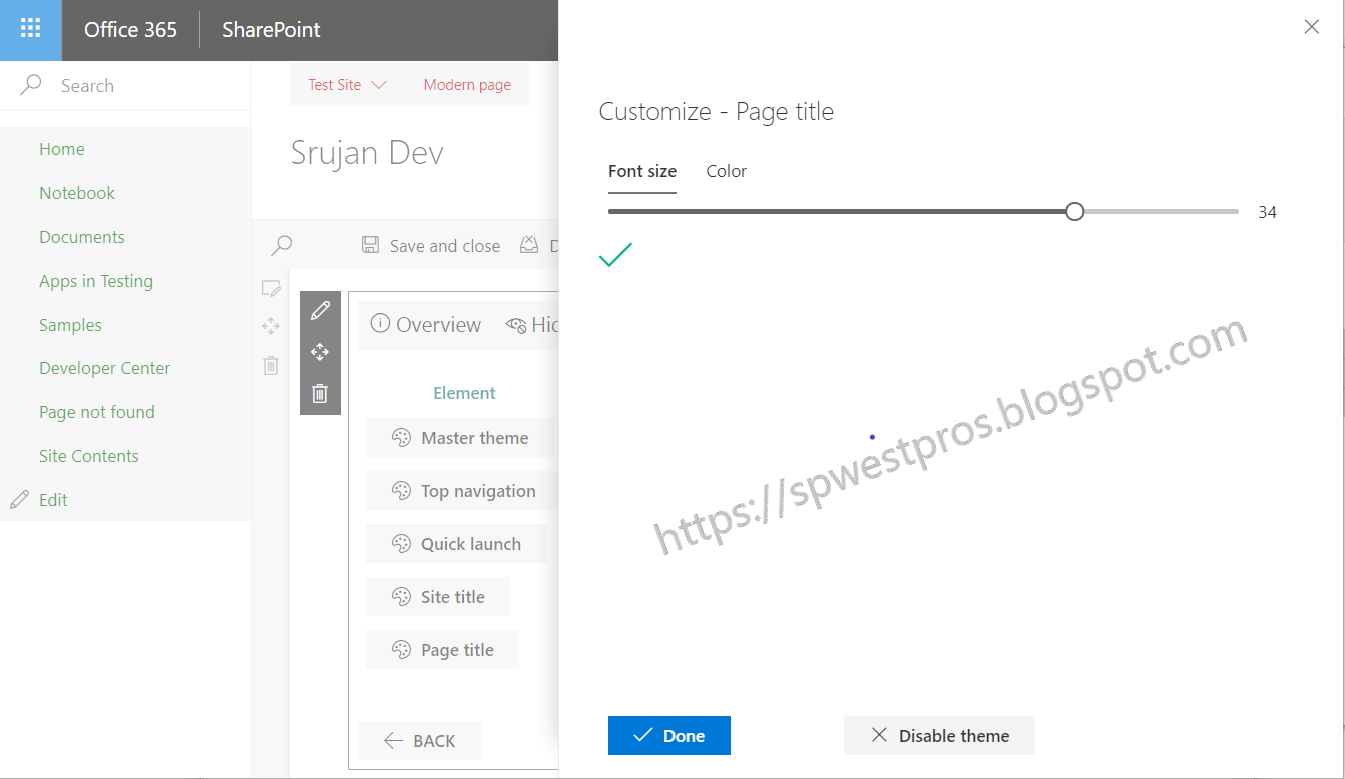 Office 365
SharePoint
Search
Test Site
Modern page
Srujan Dev
Home
Notebook
Documents
Apps in Testing
Samples
Developer Center
Page not found
Site Contents
Edit
Save and close
D
Overview
Hid
Element
Master theme
Top navigation
Quick launch
Site title
Page title
BACK
Customize - Page title
Font size
Color
34
https://spwestpros.blogspot.com
Done
Disable theme